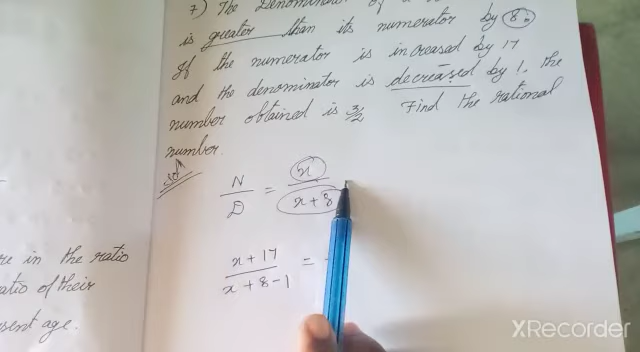 7) The Denominator of a
is greater than its numerator by 8.
If the numerator is increased by 17
and the denominator is decreased by 1, the
number obtained is 3/2 Find the rational
number.
Sol
N/D = x/x+8
x+17/x+8-1 =
re in the ratio
atio of their
sent age.
XRecorder